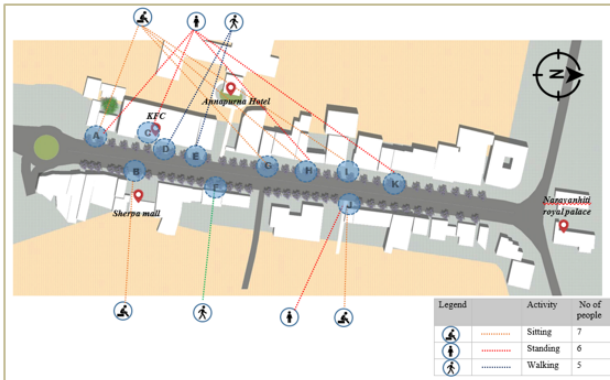 N
Annapurna Hotel
KFC
A
C
D
E
B
F
G
H
I
K
J
Sherpa mall
Narayanhiti
royal palace
Legend Activity No of
people
Sitting 7
Standing 6
Walking 5